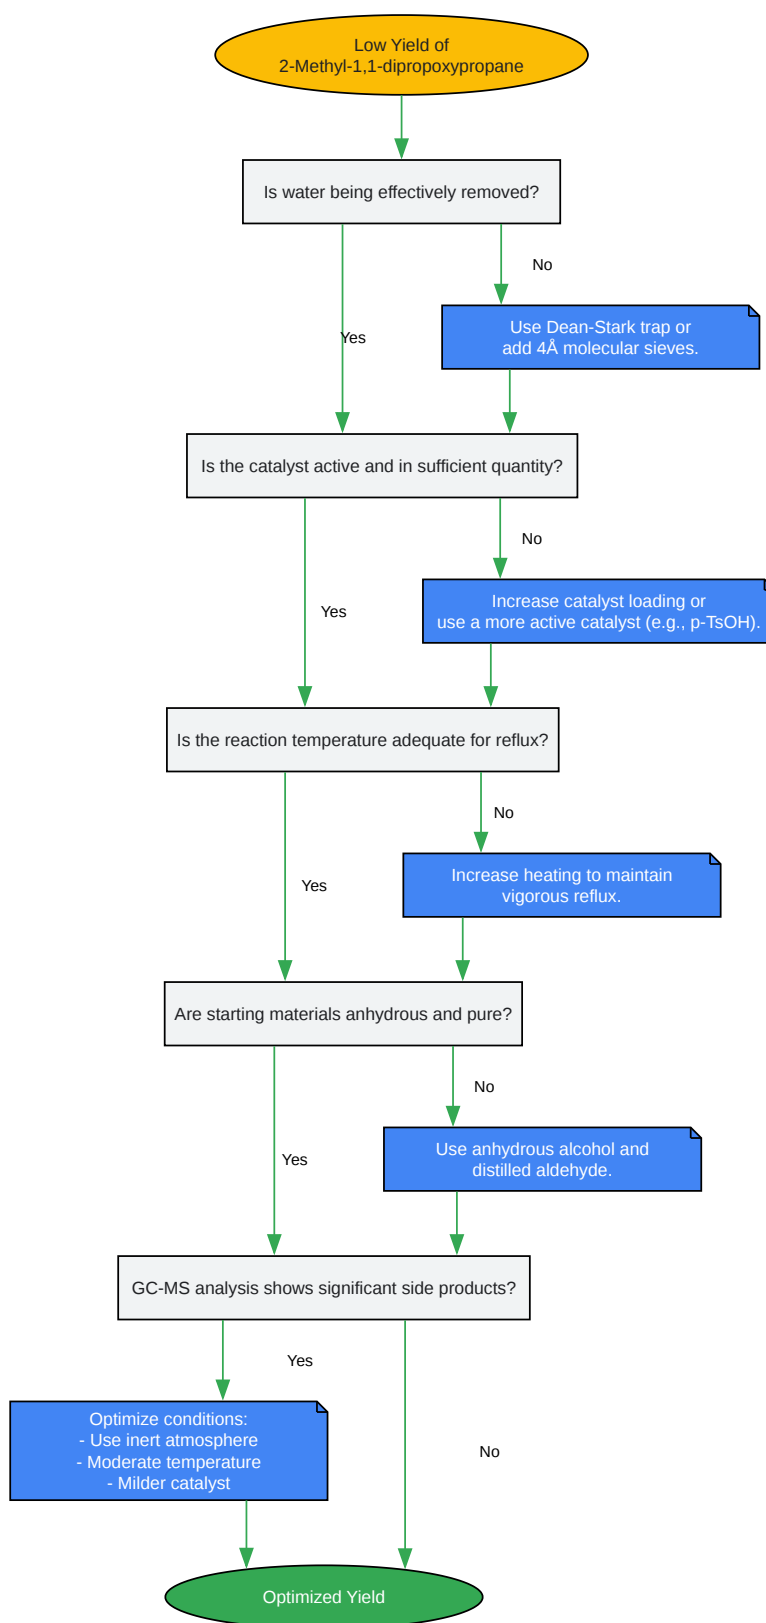 Low Yield of
2-Methyl-1,1-dipropoxypropane
Is water being effectively removed?
No
Yes
Use Dean-Stark trap or
add 4Å molecular sieves.
Is the catalyst active and in sufficient quantity?
No
Yes
Increase catalyst loading or
use a more active catalyst (e.g., p-TsOH).
Is the reaction temperature adequate for reflux?
No
Yes
Increase heating to maintain
vigorous reflux.
Are starting materials anhydrous and pure?
No
Yes
Use anhydrous alcohol and
distilled aldehyde.
GC-MS analysis shows significant side products?
Yes
No
Optimize conditions:
- Use inert atmosphere
- Moderate temperature
- Milder catalyst
Optimized Yield